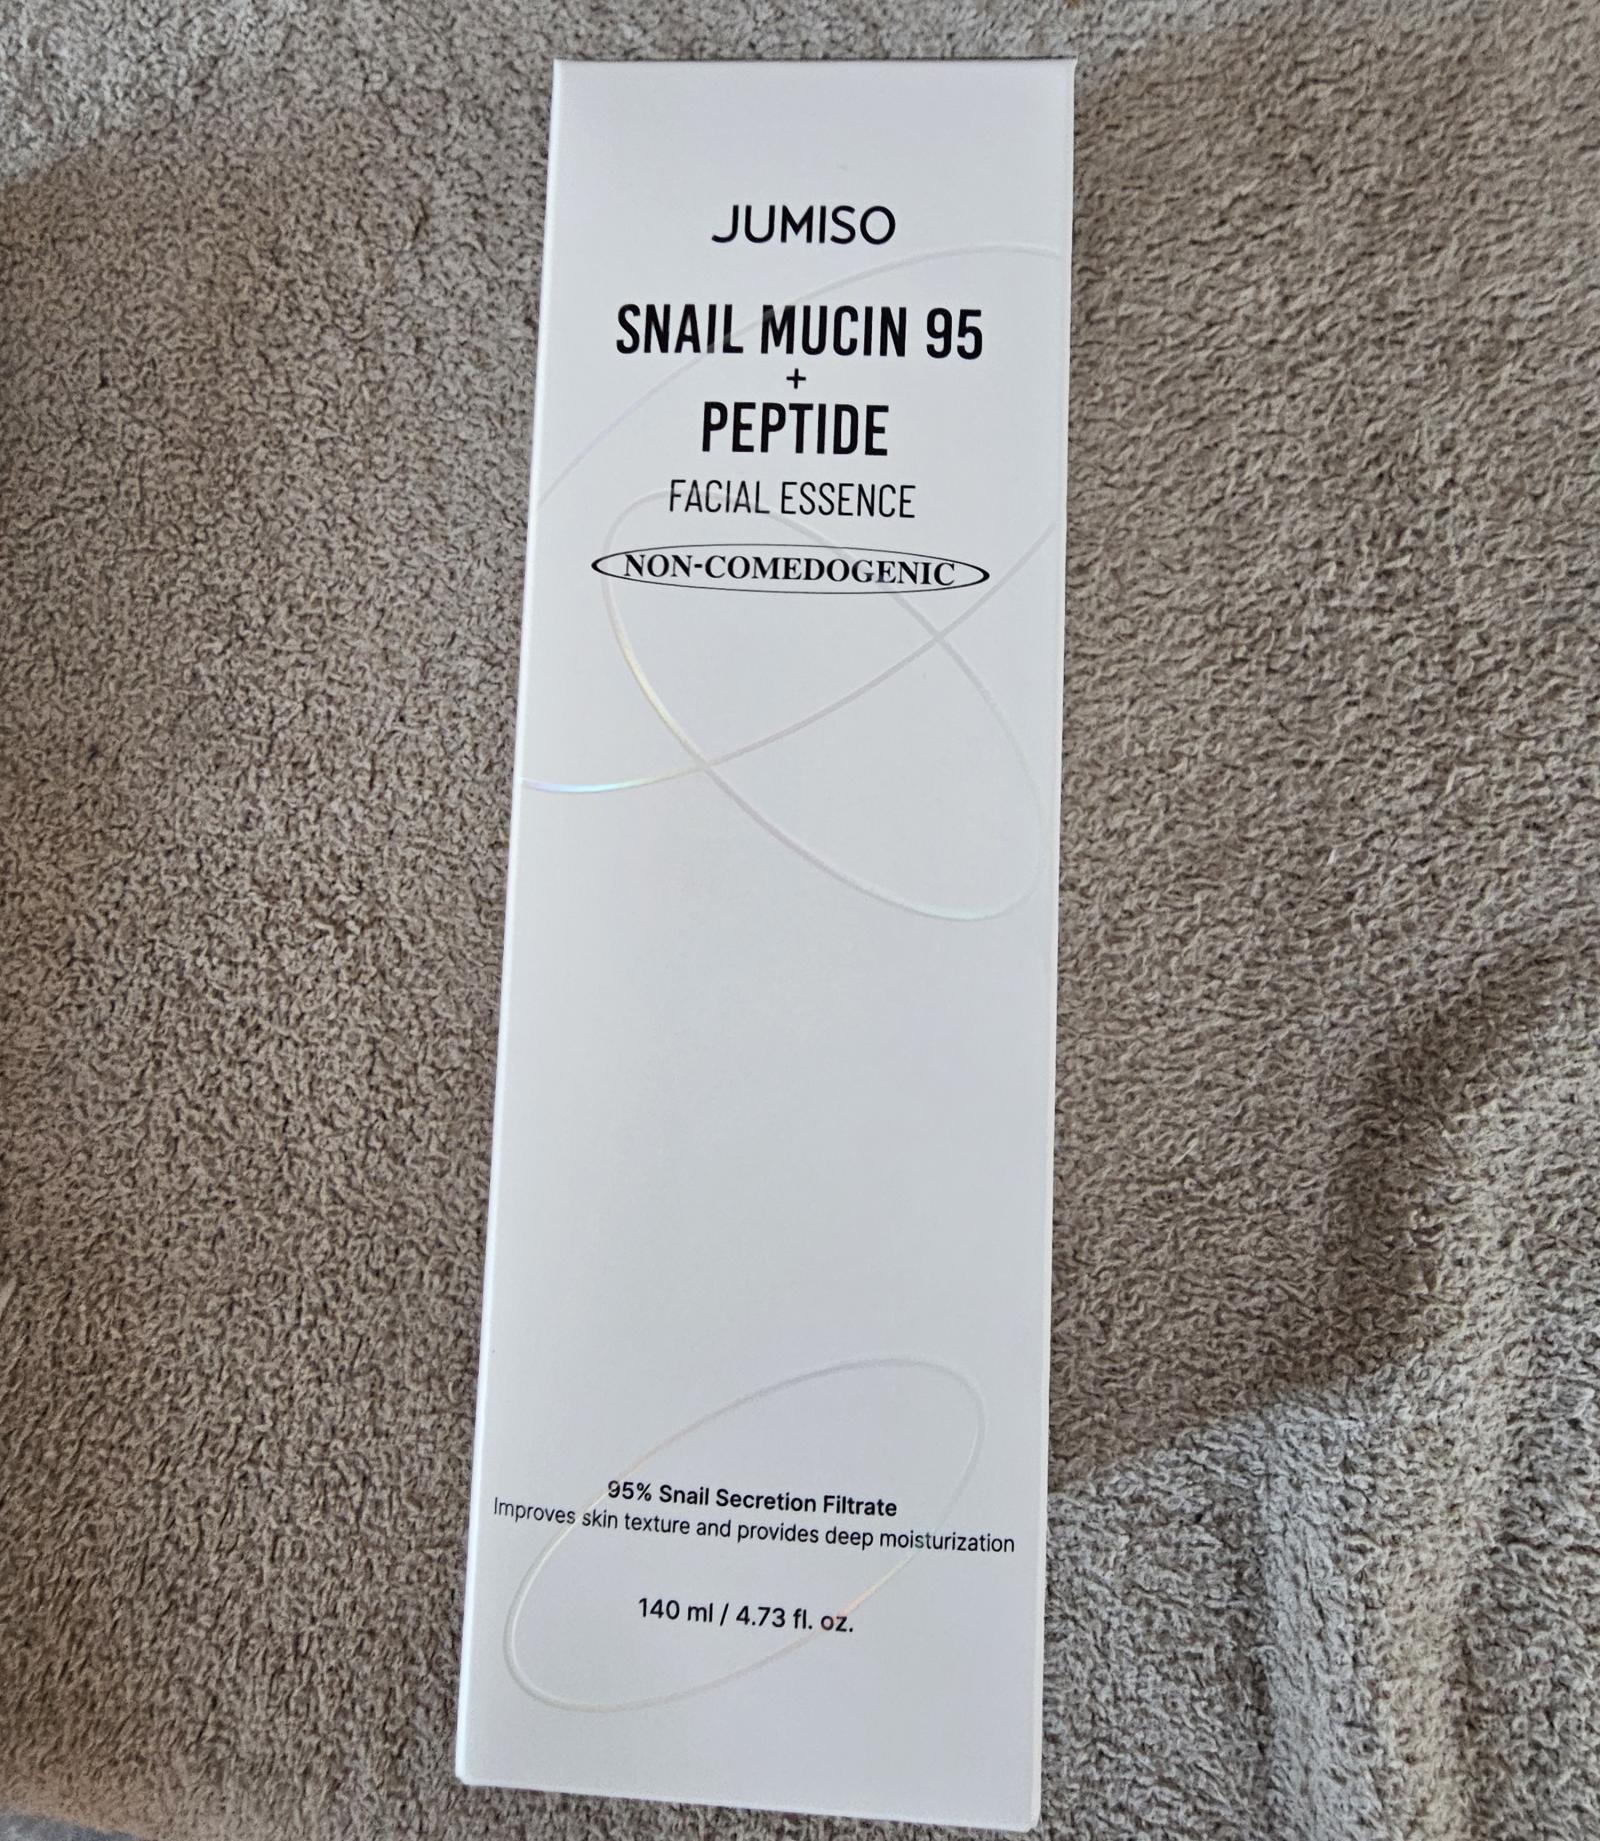 JUMISO
SNAIL MUCIN 95
+
PEPTIDE
FACIAL ESSENCE
NON-COMEDOGENIC
95% Snail Secretion Filtrate
Improves skin texture and provides deep moisturization
140 ml / 4.73 fl. oz.